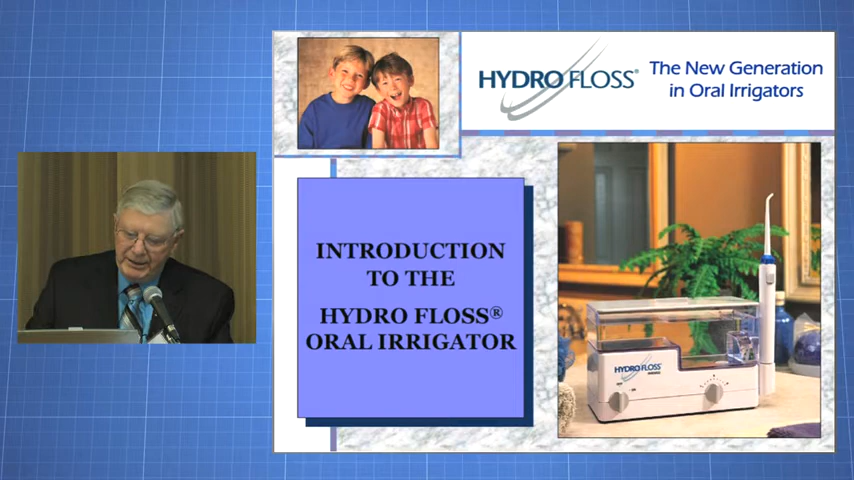 HYDRO FLOSS®
The New Generation
in Oral Irrigators
INTRODUCTION
TO THE
HYDRO FLOSS®
ORAL IRRIGATOR
HYDRO FLOSS